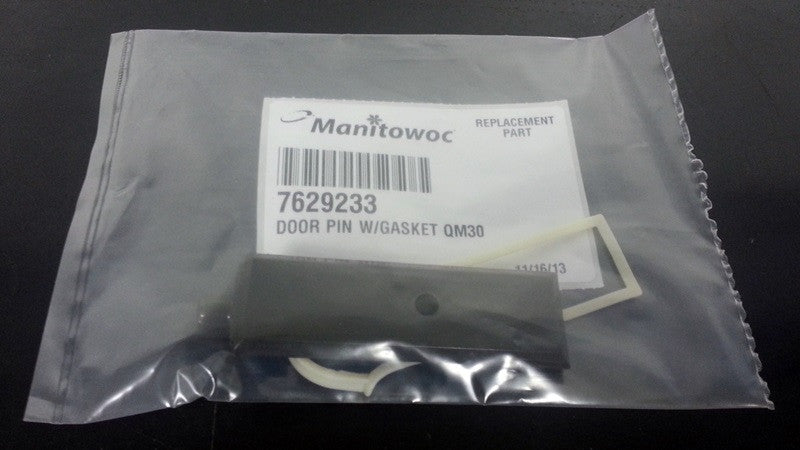 Manitowoc
REPLACEMENT
PART
7629233
DOOR PIN W/GASKET QM30
11/16/13